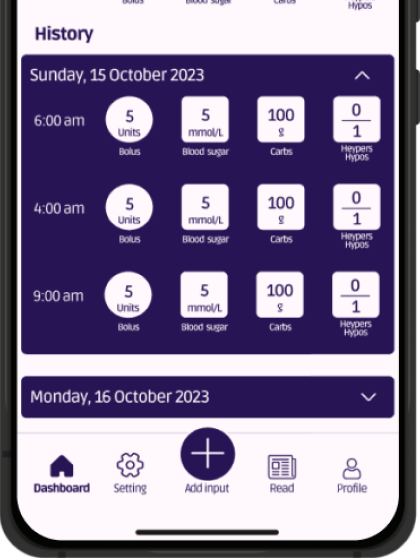 Bolus Blood sugar Carbs
Hypos
History
Sunday, 15 October 2023
6:00 am 5 Units 5 mmol/L 100 g 0 1
Bolus Blood sugar Carbs Heypers
Hypos
4:00 am 5 Units 5 mmol/L 100 g 0 1
Bolus Blood sugar Carbs Heypers
Hypos
9:00 am 5 Units 5 mmol/L 100 g 0 1
Bolus Blood sugar Carbs Heypers
Hypos
Monday, 16 October 2023
Dashboard Setting Add input Read Profile